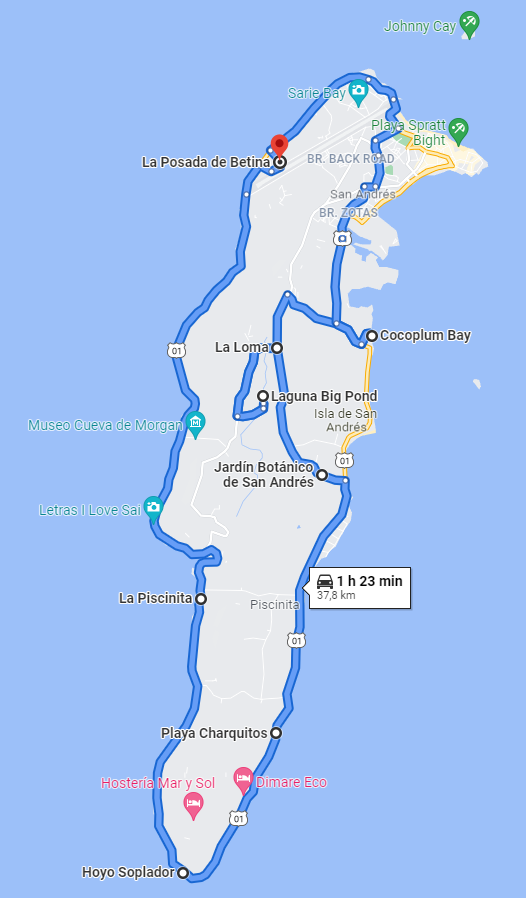 Johnny Cay
Sarie Bay
Playa Spratt
Bight
La Posada de Betina
BR. BACK ROAD
San Andrés
BR. ZOTAS
01
Cocoplum Bay
La Loma
Laguna Big Pond
Isla de San
Andrés
Museo Cueva de Morgan
01
Jardín Botánico
de San Andrés
Letras I Love Sai
1 h 23 min
37,8 km
La Piscinita
Piscinita
01
Playa Charquitos
Hostería Mar y Sol
Dimare Eco
01
Hoyo Soplador